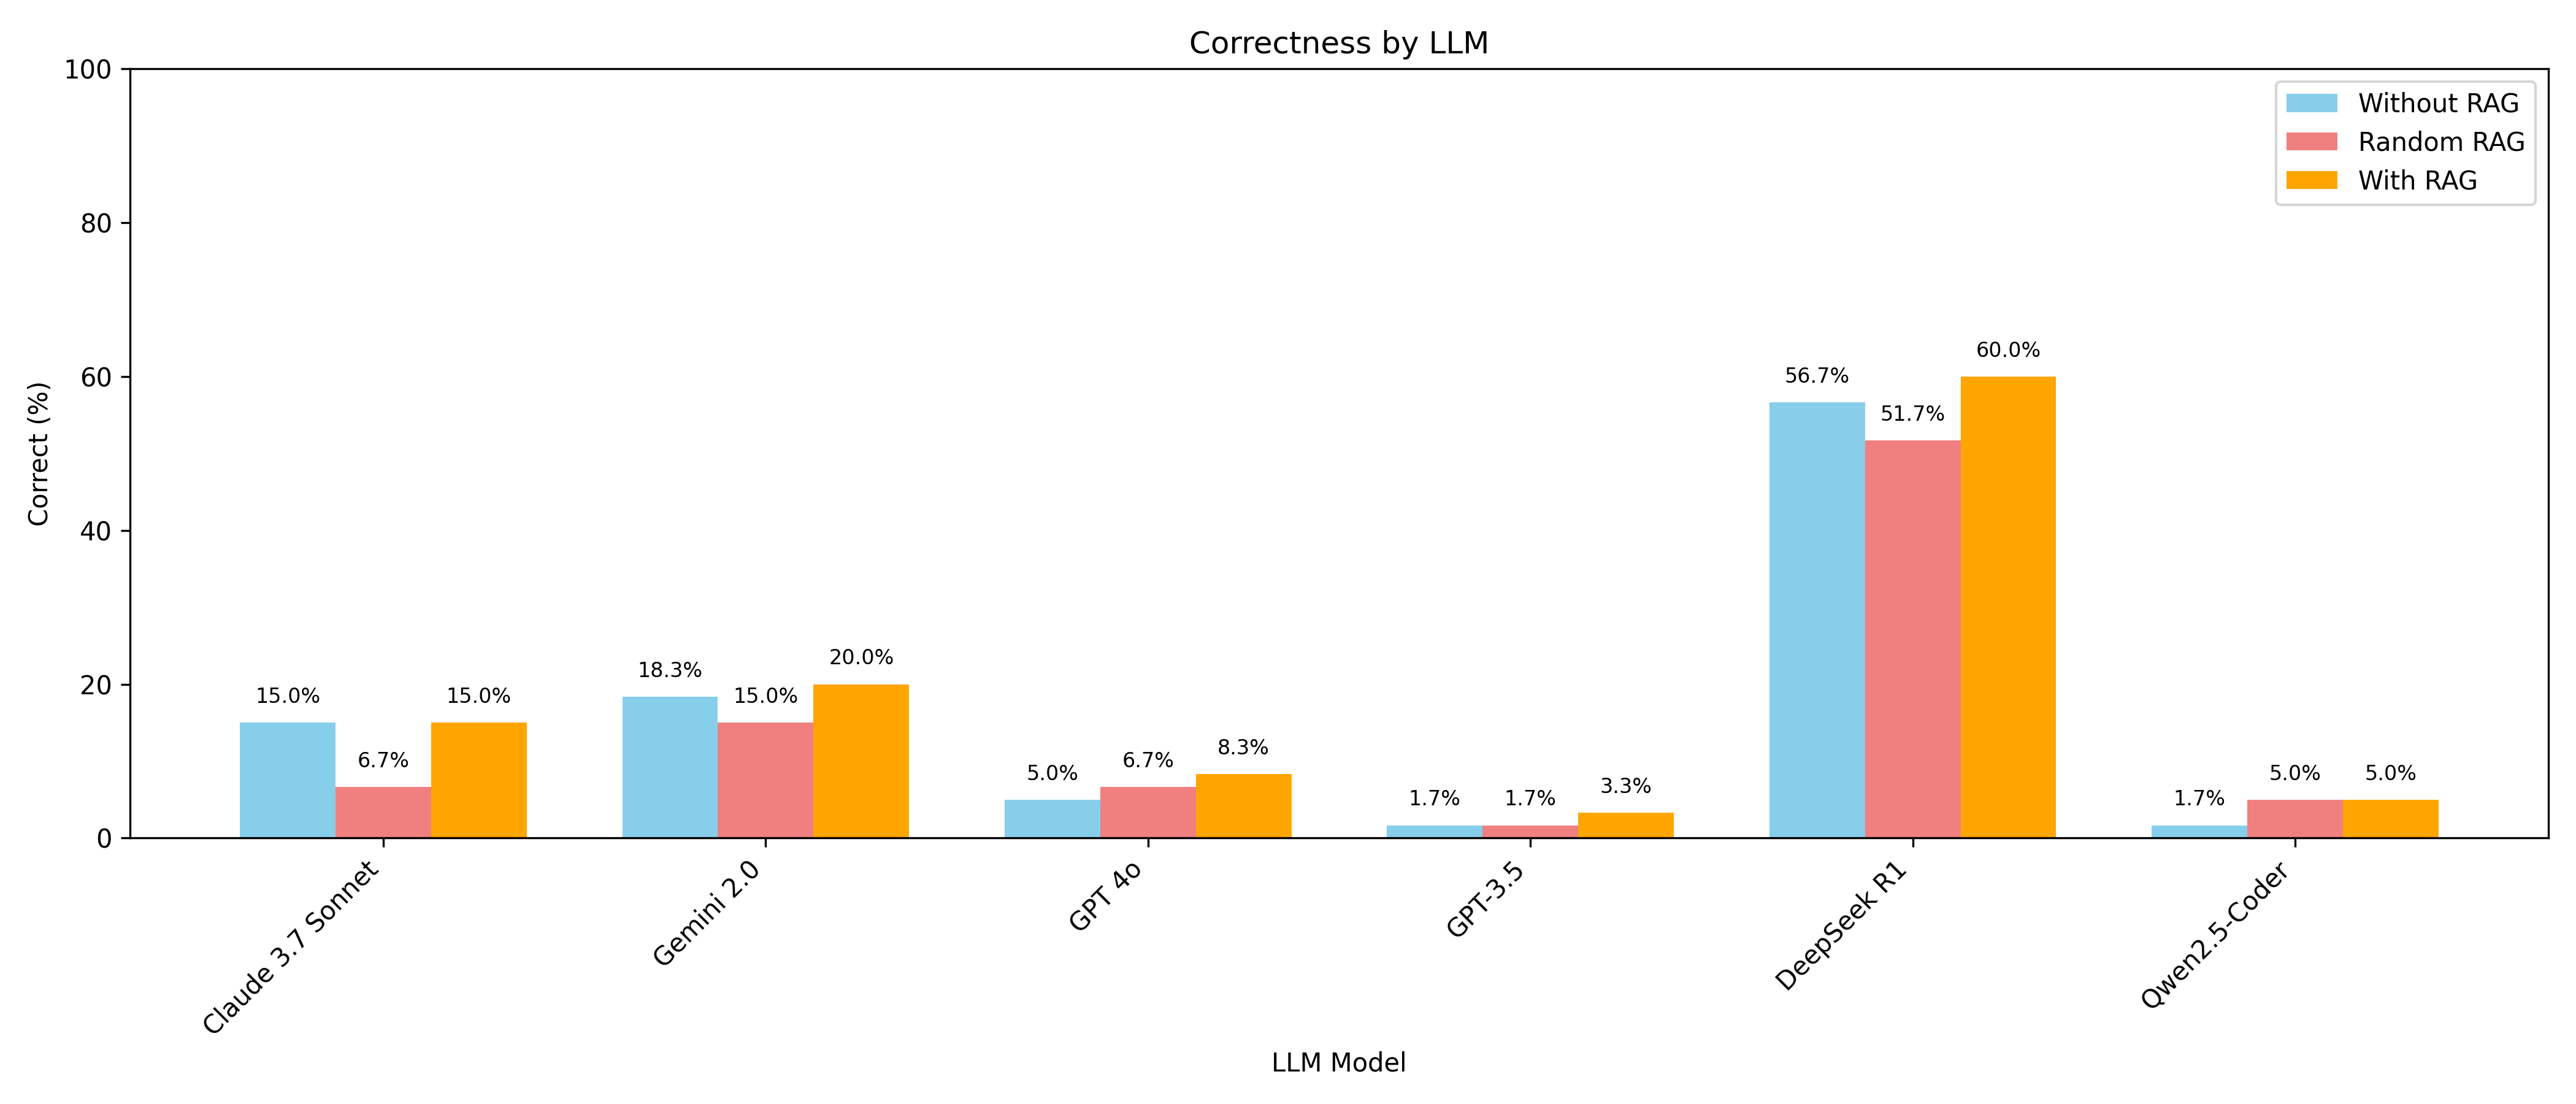 Correctness by LLM
Without RAG
Random RAG
With RAG
Correct (%)
100
80
60
40
20
0
15.0%
6.7%
15.0%
18.3%
15.0%
20.0%
5.0%
6.7%
8.3%
1.7%
1.7%
3.3%
56.7%
51.7%
60.0%
1.7%
5.0%
5.0%
Claude 3.7 Sonnet
Gemini 2.0
GPT 4o
GPT-3.5
DeepSeek R1
Qwen2.5-Coder
LLM Model